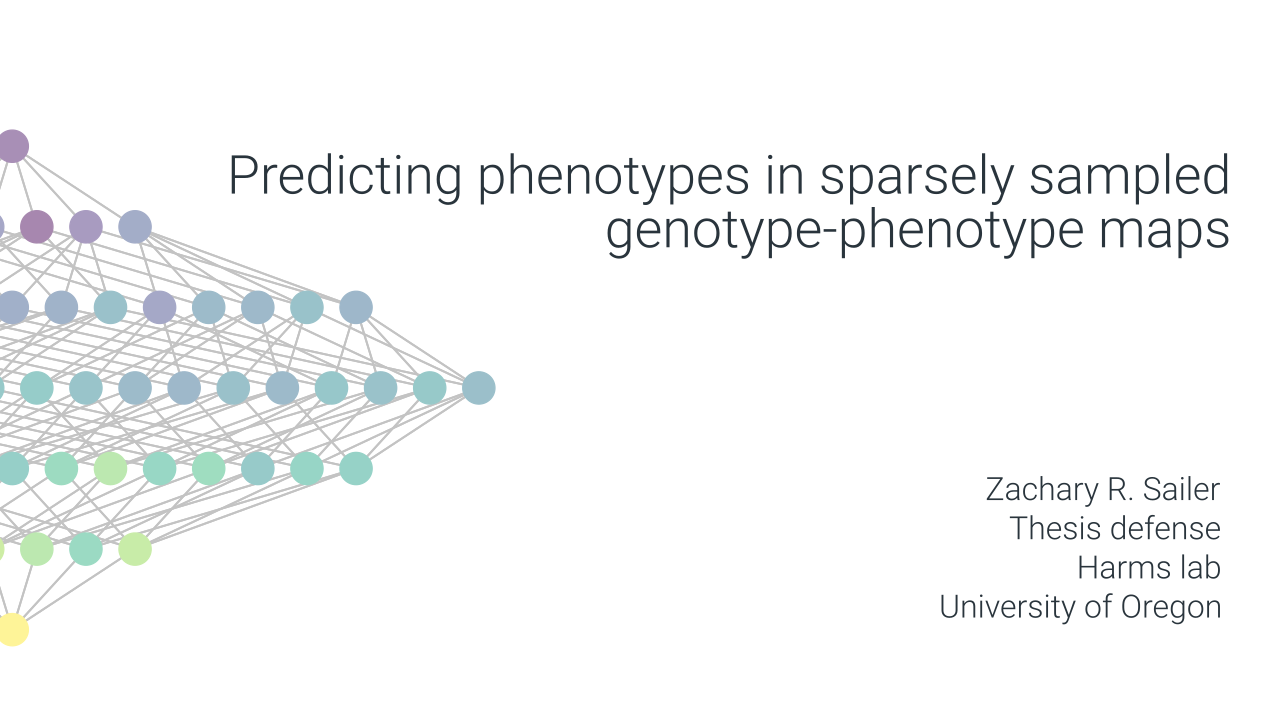 Predicting phenotypes in sparsely sampled
genotype-phenotype maps
Zachary R. Sailer
Thesis defense
Harms lab
University of Oregon